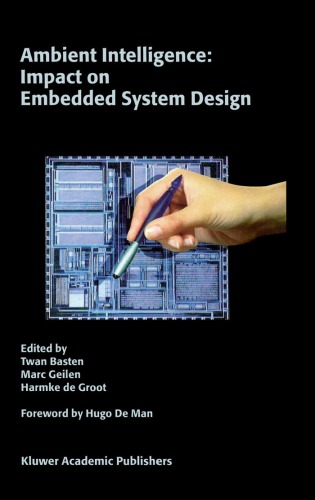 Ambient Intelligence:
Impact on
Embedded System Design
Edited by
Twan Basten
Marc Geilen
Harmke de Groot
Foreword by Hugo De Man
Kluwer Academic Publishers